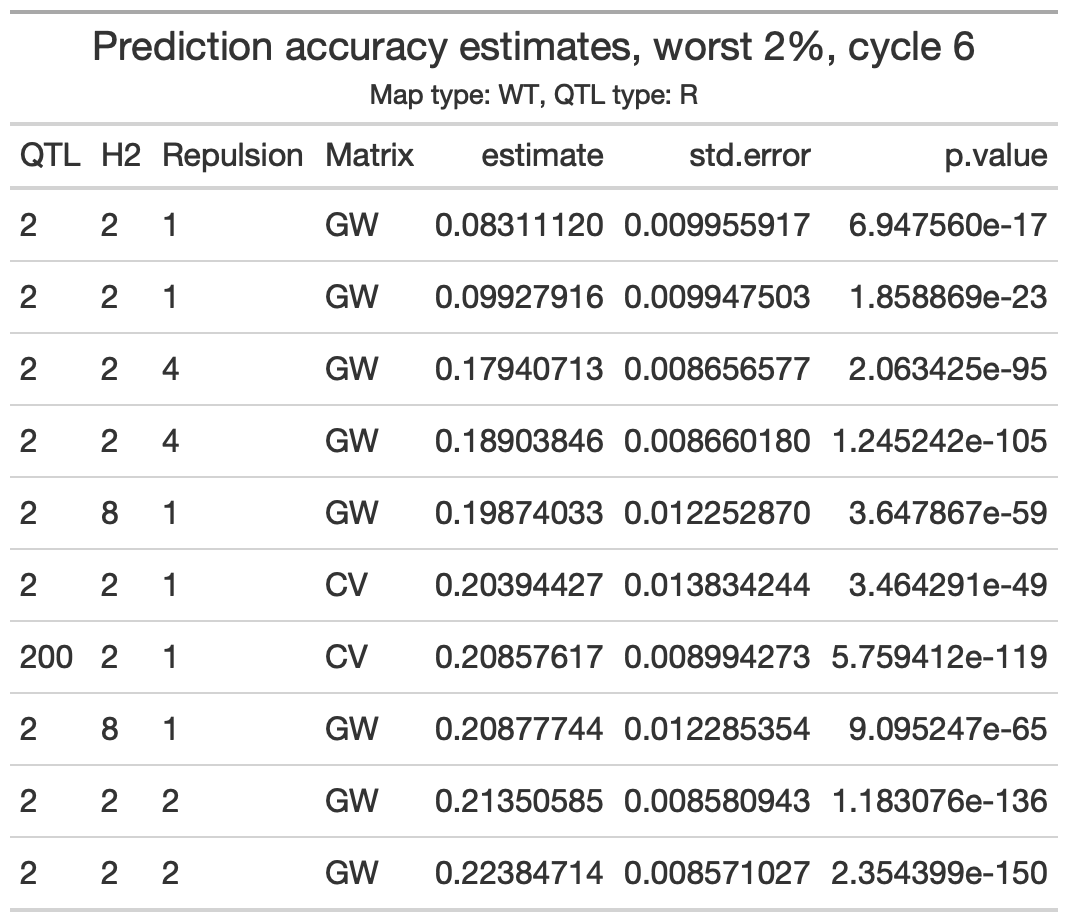 Prediction accuracy estimates, worst 2%, cycle 6
Map type: WT, QTL type: R
QTL H2 Repulsion Matrix estimate std.error p.value
2 2 1 GW 0.08311120 0.009955917 6.947560e-17
2 2 1 GW 0.09927916 0.009947503 1.858869e-23
2 2 4 GW 0.17940713 0.008656577 2.063425e-95
2 2 4 GW 0.18903846 0.008660180 1.245242e-105
2 8 1 GW 0.19874033 0.012252870 3.647867e-59
2 2 1 CV 0.20394427 0.013834244 3.464291e-49
200 2 1 CV 0.20857617 0.008994273 5.759412e-119
2 8 1 GW 0.20877744 0.012285354 9.095247e-65
2 2 2 GW 0.21350585 0.008580943 1.183076e-136
2 2 2 GW 0.22384714 0.008571027 2.354399e-150